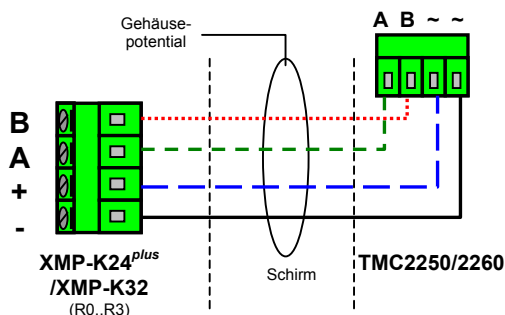 Gehäuse-
potential
A B ~ ~
B
A
+
-
XMP-K24plus
/XMP-K32
(R0..R3)
Schirm
TMC2250/2260